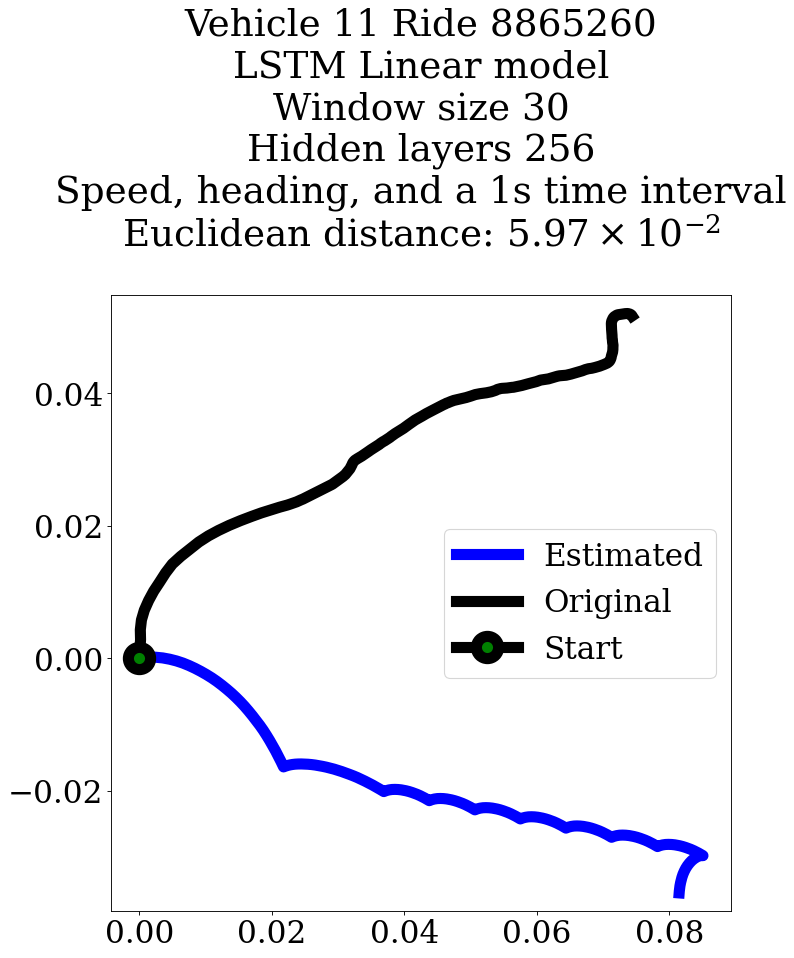 Vehicle 11 Ride 8865260
LSTM Linear model
Window size 30
Hidden layers 256
Speed, heading, and a 1s time interval
Euclidean distance: 5.97 × 10⁻²
0.04
0.02
0.00
−0.02
Estimated
Original
Start
0.00 0.02 0.04 0.06 0.08